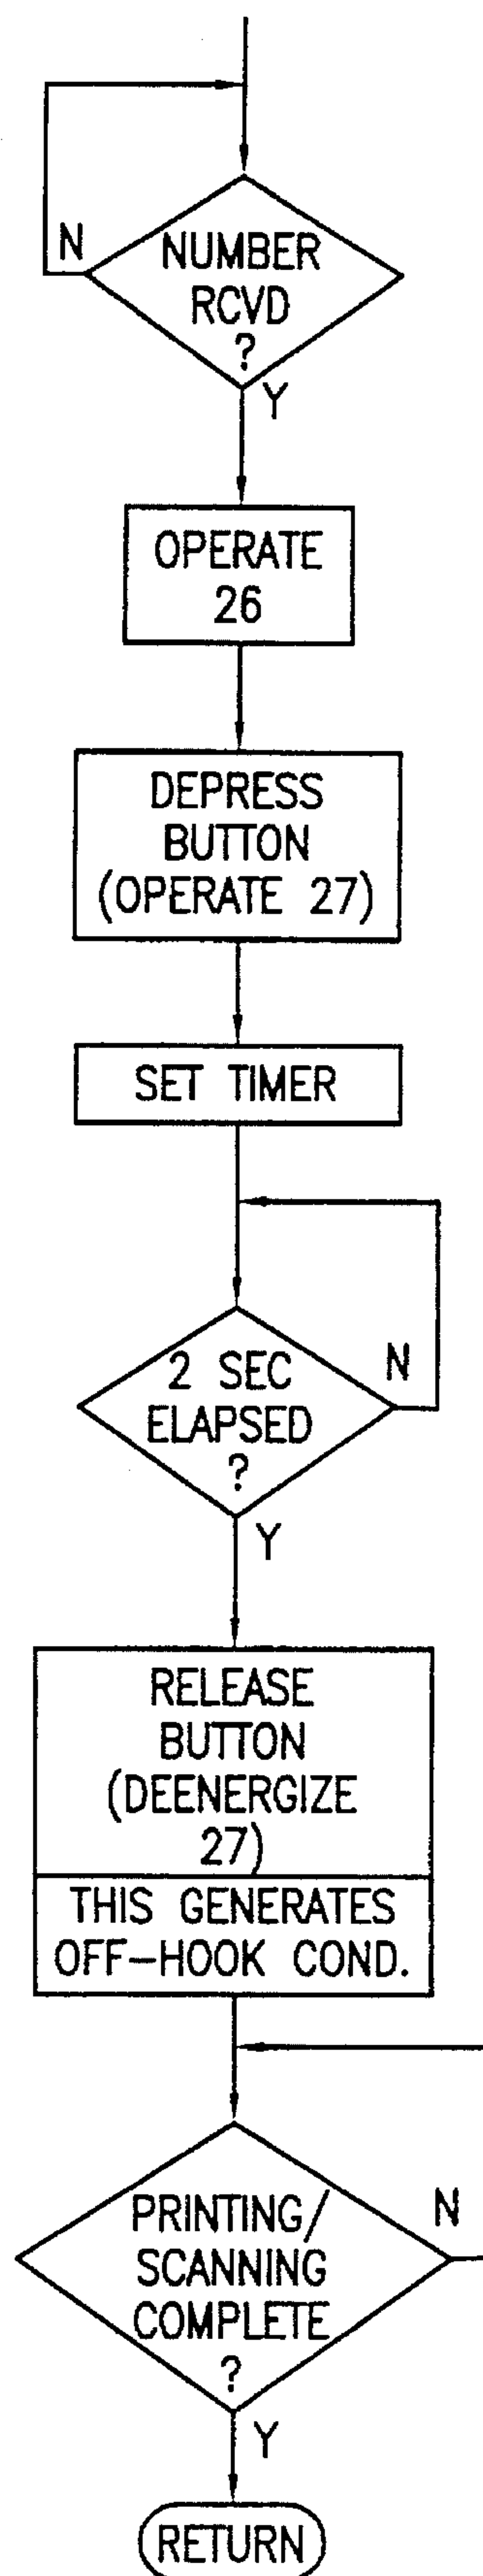 N
NUMBER
RCVD
?
Y
OPERATE
26
DEPRESS
BUTTON
(OPERATE 27)
SET TIMER
2 SEC
ELAPSED
?
N
Y
RELEASE
BUTTON
(DEENERGIZE
27)
THIS GENERATES
OFF-HOOK COND.
PRINTING/
SCANNING
COMPLETE
?
N
Y
RETURN